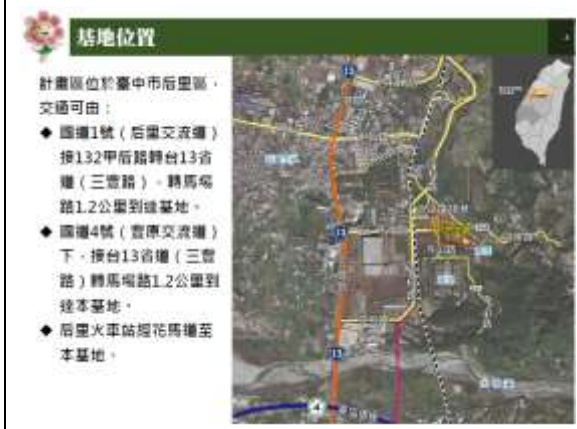 基地位置
計畫區位於臺中市后里區，
交通可由：
◆ 國道1號（后里交流道）
接132甲后路轉台13省
道（三豐路）、轉馬場
路1.2公里到達基地。
◆ 國道4號（豐原交流道）
下，接台13省道（三豐
路）轉馬場路1.2公里到
達本基地。
◆ 后里火車站經花馬道至
本基地。
13
13
13
4